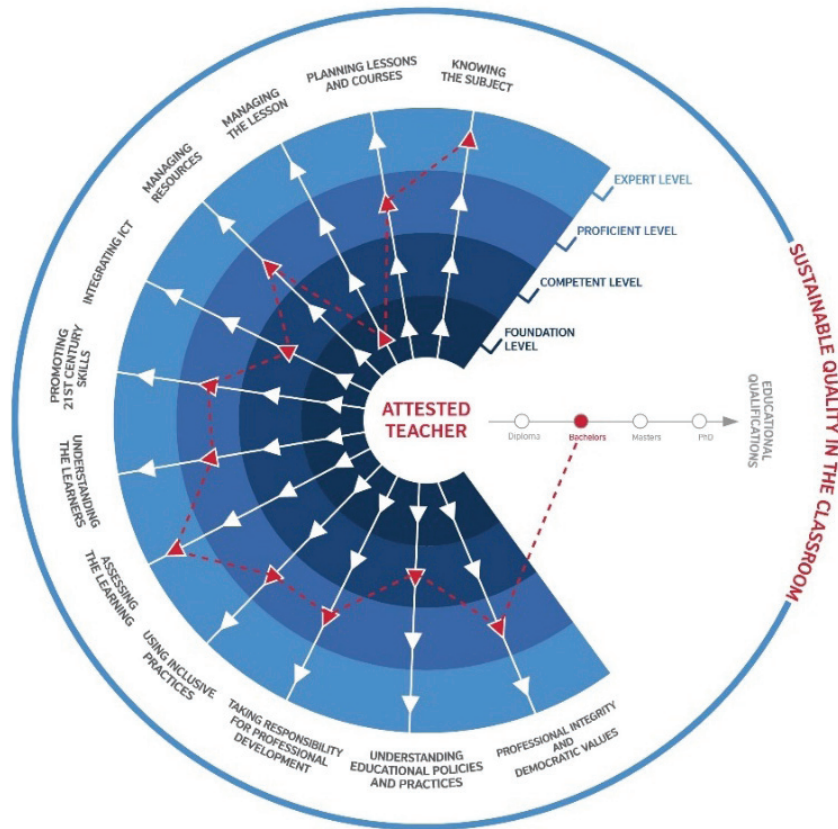 PLANNING LESSONS
AND COURSES
KNOWING
THE SUBJECT
MANAGING
THE LESSON
MANAGING
RESOURCES
INTEGRATING ICT
PROMOTING
21ST CENTURY
SKILLS
UNDERSTANDING
THE LEARNERS
ASSESSING
THE LEARNING
USING INCLUSIVE
PRACTICES
TAKING RESPONSIBILITY
FOR PROFESSIONAL
DEVELOPMENT
UNDERSTANDING
EDUCATIONAL POLICIES
AND PRACTICES
PROFESSIONAL INTEGRITY
AND
DEMOCRATIC VALUES
EXPERT LEVEL
PROFICIENT LEVEL
COMPETENT LEVEL
FOUNDATION
LEVEL
ATTESTED
TEACHER
Diploma
Bachelors
Masters
PhD
EDUCATIONAL
QUALIFICATIONS
SUSTAINABLE QUALITY IN THE CLASSROOM